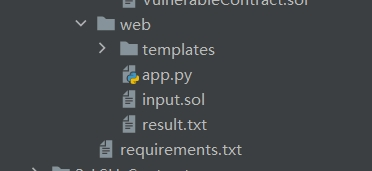 VulnerableContract.sol
web
templates
app.py
input.sol
result.txt
requirements.txt